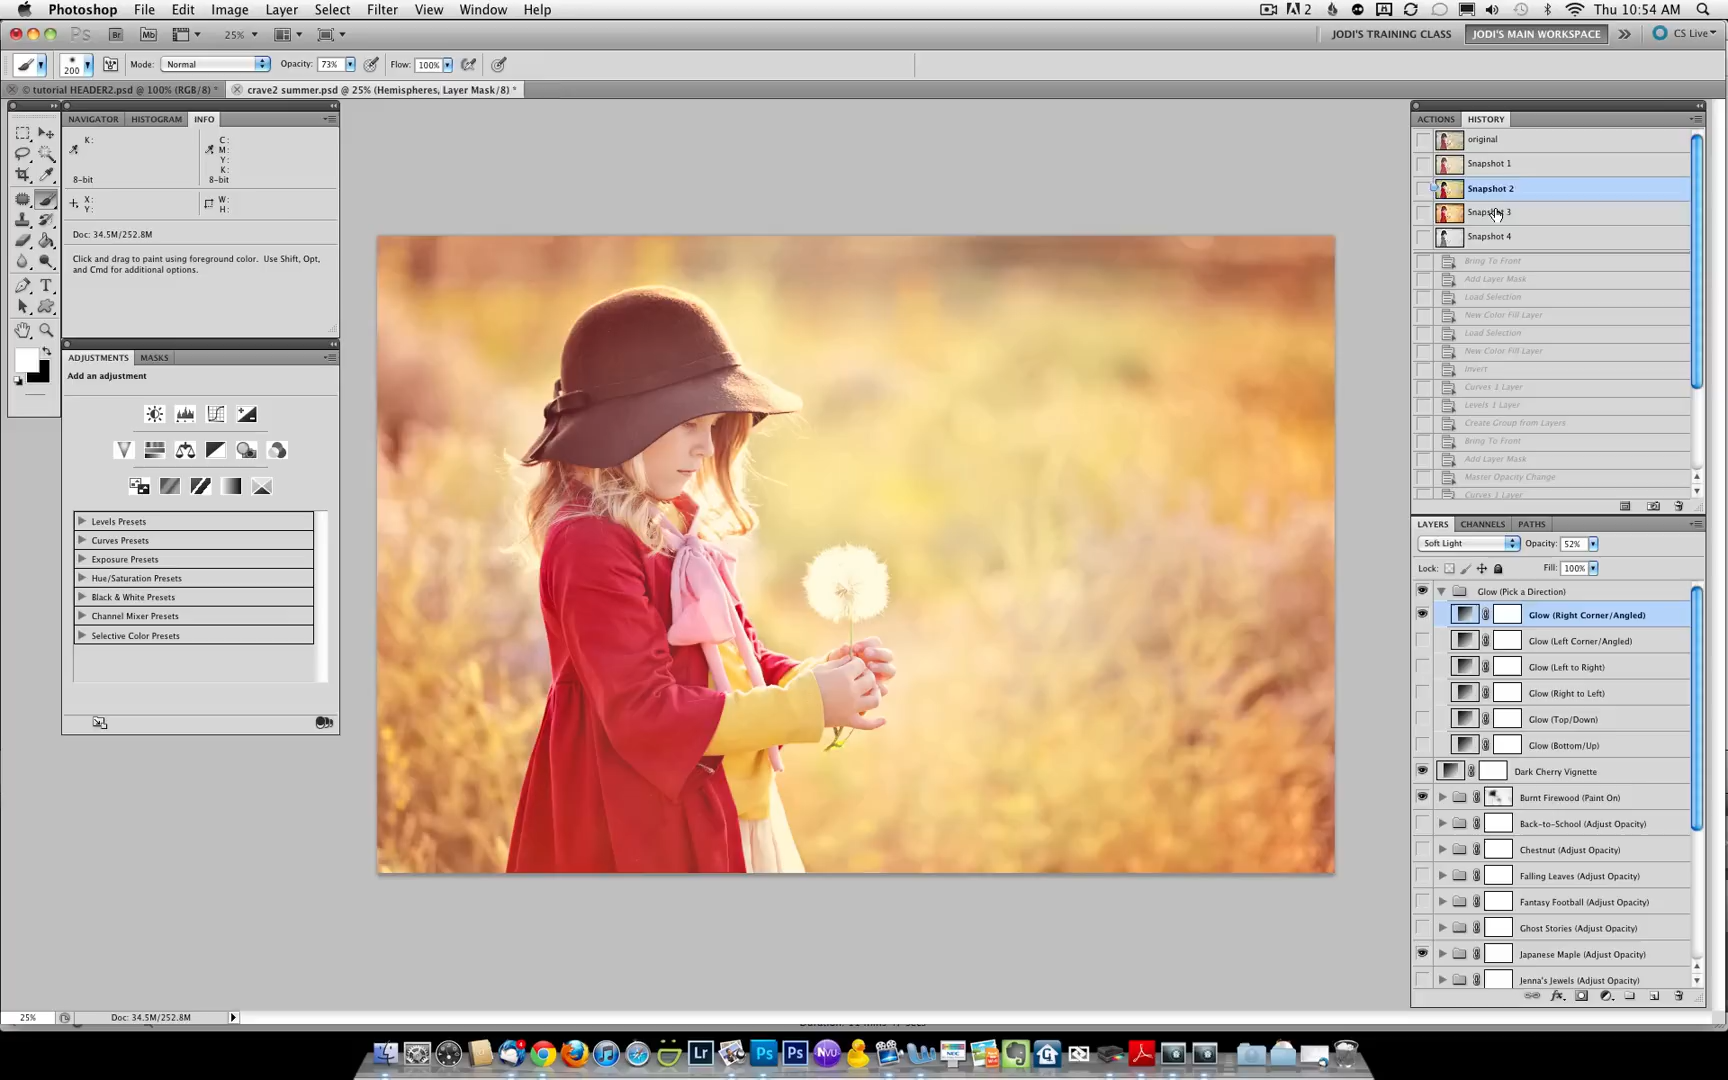 Photoshop File Edit Image Layer Select Filter View Window Help 2 Thu 10:54 AM
Ps Br Mb 25% JODI'S TRAINING CLASS JODI'S MAIN WORKSPACE CS Live
200 Mode: Normal Opacity: 73% Flow: 100%
© tutorial HEADER2.psd @ 100% (RGB/8) * crave2 summer.psd @ 25% (Hemispheres, Layer Mask/8) *
NAVIGATOR HISTOGRAM INFO
K: C:
M:
Y:
K:
8-bit 8-bit
X: W:
Y: H:
Doc: 34.5M/252.8M
Click and drag to paint using foreground color. Use Shift, Opt,
and Cmd for additional options.
ADJUSTMENTS MASKS
Add an adjustment
Levels Presets
Curves Presets
Exposure Presets
Hue/Saturation Presets
Black & White Presets
Channel Mixer Presets
Selective Color Presets
ACTIONS HISTORY
original
Snapshot 1
Snapshot 2
Snapshot 3
Snapshot 4
Bring To Front
Add Layer Mask
Load Selection
New Color Fill Layer
Load Selection
New Color Fill Layer
Invert
Curves 1 Layer
Levels 1 Layer
Create Group from Layers
Bring To Front
Add Layer Mask
Master Opacity Change
Curves 1 Layer
LAYERS CHANNELS PATHS
Soft Light Opacity: 52%
Lock: Fill: 100%
Glow (Pick a Direction)
Glow (Right Corner/Angled)
Glow (Left Corner/Angled)
Glow (Left to Right)
Glow (Right to Left)
Glow (Top/Down)
Glow (Bottom/Up)
Dark Cherry Vignette
Burnt Firewood (Paint On)
Back-to-School (Adjust Opacity)
Chestnut (Adjust Opacity)
Falling Leaves (Adjust Opacity)
Fantasy Football (Adjust Opacity)
Ghost Stories (Adjust Opacity)
Japanese Maple (Adjust Opacity)
Jenna's Jewels (Adjust Opacity)
25% Doc: 34.5M/252.8M
Lr Ps Ps NVU